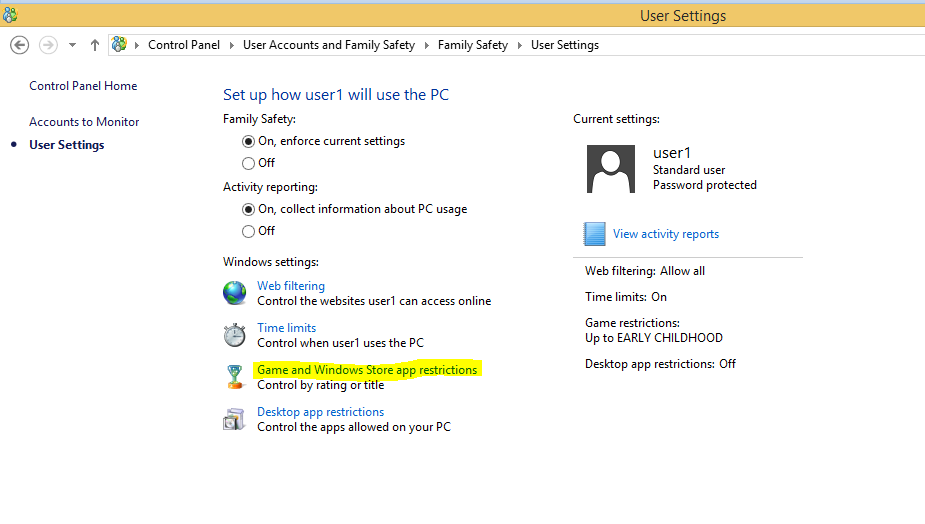 User Settings
Control Panel ▸ User Accounts and Family Safety ▸ Family Safety ▸ User Settings
Control Panel Home
Accounts to Monitor
User Settings
Set up how user1 will use the PC
Family Safety:
On, enforce current settings
Off
Activity reporting:
On, collect information about PC usage
Off
Windows settings:
Web filtering
Control the websites user1 can access online
Time limits
Control when user1 uses the PC
Game and Windows Store app restrictions
Control by rating or title
Desktop app restrictions
Control the apps allowed on your PC
Current settings:
user1
Standard user
Password protected
View activity reports
Web filtering: Allow all
Time limits: On
Game restrictions:
Up to EARLY CHILDHOOD
Desktop app restrictions: Off